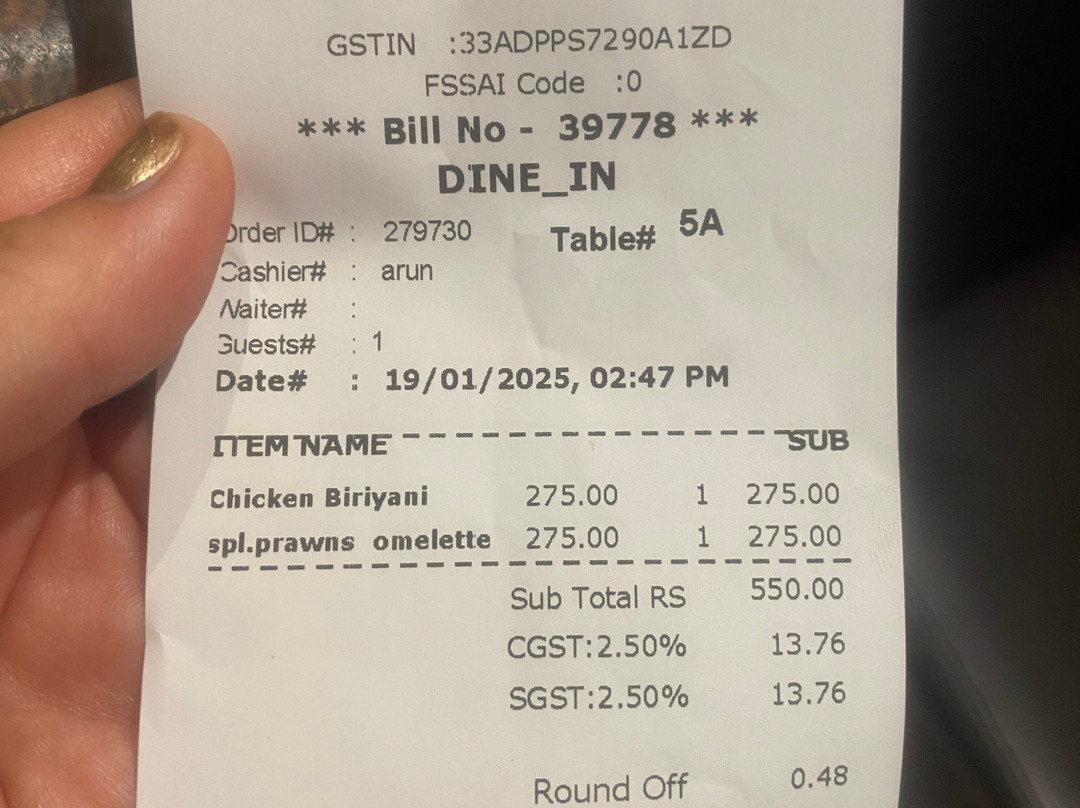 GSTIN :33ADPPS7290A1ZD
FSSAI Code :0
*** Bill No - 39778 ***
DINE_IN
Order ID# : 279730 Table# 5A
Cashier# : arun
Waiter# :
Guests# : 1
Date# : 19/01/2025, 02:47 PM
ITEM NAME SUB
Chicken Biriyani 275.00 1 275.00
spl.prawns omelette 275.00 1 275.00
Sub Total RS 550.00
CGST:2.50% 13.76
SGST:2.50% 13.76
Round Off 0.48